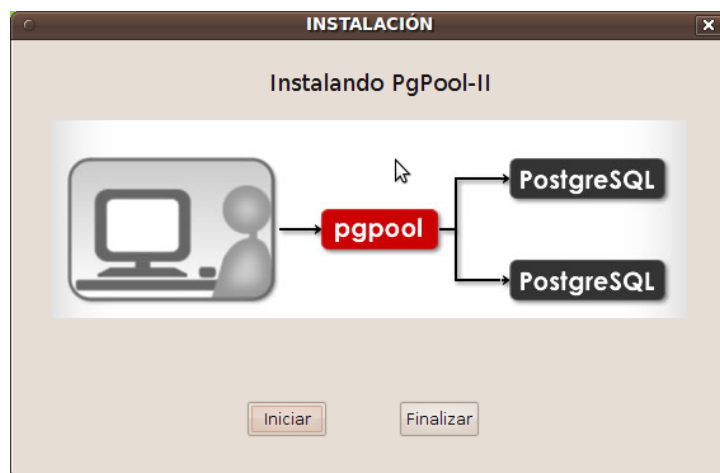 INSTALACIÓN
Instalando PgPool-II
PostgreSQL
pgpool
PostgreSQL
Iniciar
Finalizar